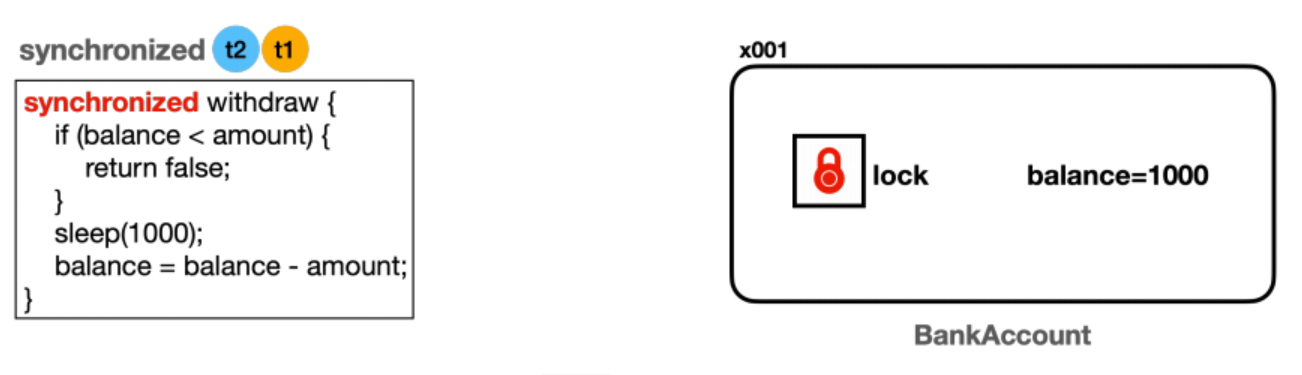 synchronized t2 t1
synchronized withdraw {
if (balance < amount) {
return false;
}
sleep(1000);
balance = balance - amount;
}
x001
lock balance=1000
BankAccount